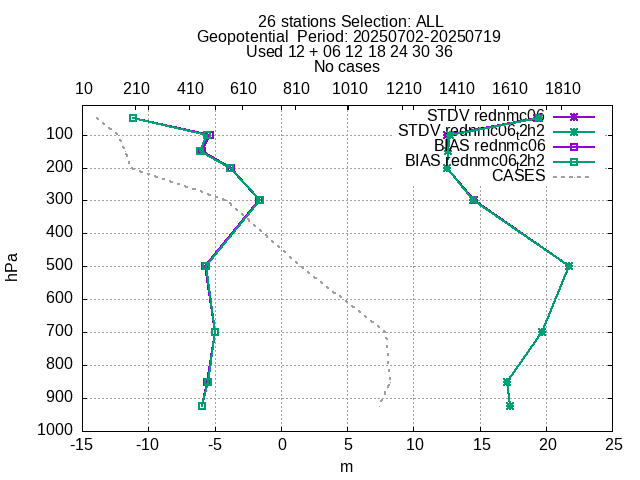 26 stations Selection: ALL
Geopotential  Period: 20250702-20250719
Used 12 + 06 12 18 24 30 36
No cases
10 210 410 610 810 1010 1210 1410 1610 1810
STDV rednmc06
STDV rednmc06t2h2
BIAS rednmc06
BIAS rednmc06t2h2
CASES
100
200
300
400
500
600
700
800
900
1000
hPa
-15 -10 -5 0 5 10 15 20 25
m